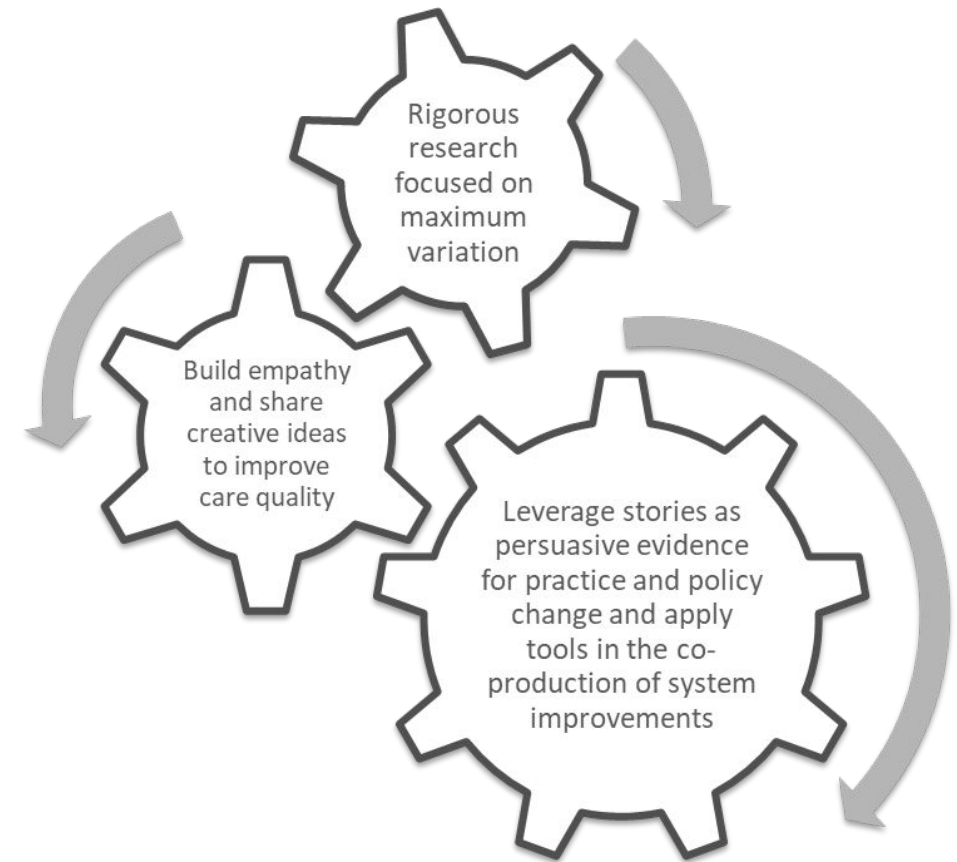 Rigorous
research
focused on
maximum
variation
Build empathy
and share
creative ideas
to improve
care quality
Leverage stories as
persuasive evidence
for practice and policy
change and apply
tools in the co-
production of system
improvements